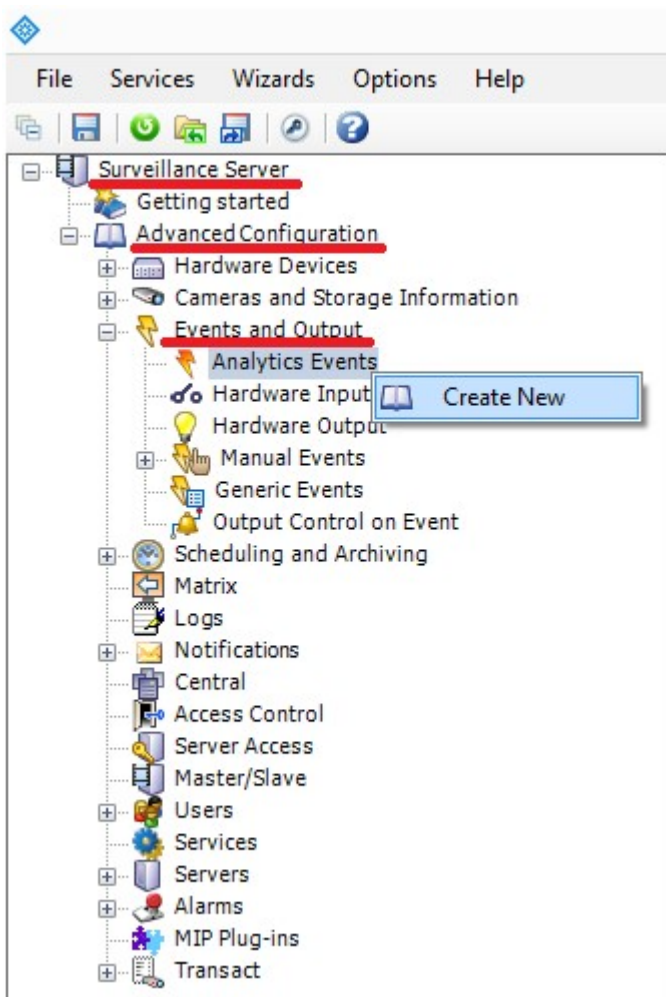 File Services Wizards Options Help
Surveillance Server
Getting started
Advanced Configuration
Hardware Devices
Cameras and Storage Information
Events and Output
Analytics Events
Hardware Input
Create New
Hardware Output
Manual Events
Generic Events
Output Control on Event
Scheduling and Archiving
Matrix
Logs
Notifications
Central
Access Control
Server Access
Master/Slave
Users
Services
Servers
Alarms
MIP Plug-ins
Transact